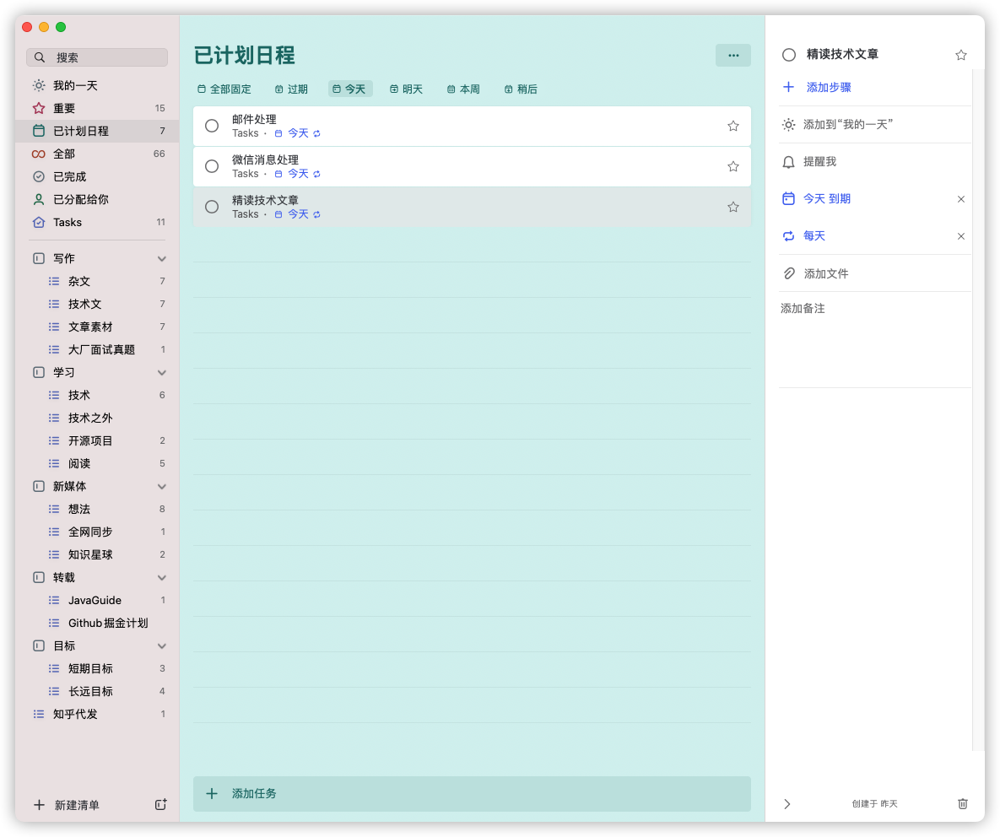 搜索
我的一天
重要 15
已计划日程 7
全部 66
已完成
已分配给你
Tasks 11
写作
杂文 7
技术文 7
文章素材 7
大厂面试真题 1
学习
技术 6
技术之外
开源项目 2
阅读 5
新媒体
想法 8
全网同步 1
知识星球 2
转载
JavaGuide 1
Github掘金计划
目标
短期目标 3
长远目标 4
知乎代发 1
新建清单
已计划日程
全部固定 过期 今天 明天 本周 稍后
邮件处理
Tasks · 今天
微信消息处理
Tasks · 今天
精读技术文章
Tasks · 今天
添加任务
精读技术文章
添加步骤
添加到“我的一天”
提醒我
今天 到期
每天
添加文件
添加备注
创建于 昨天